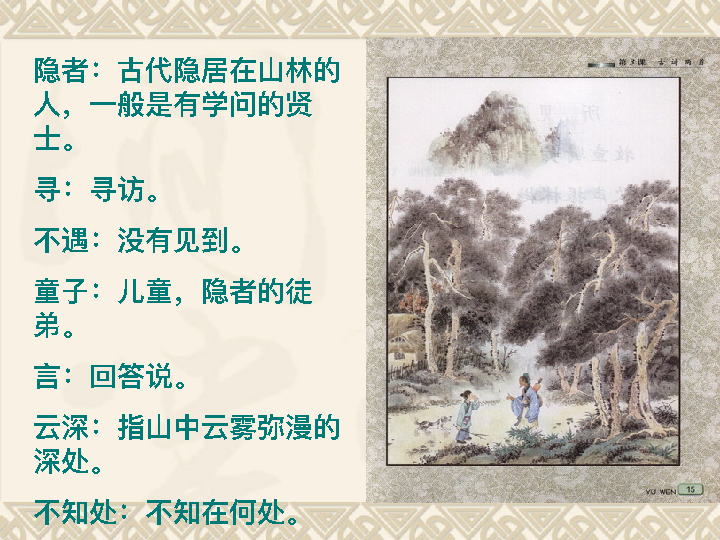 隐者：古代隐居在山林的
人，一般是有学问的贤
士。
寻：寻访。
不遇：没有见到。
童子：儿童，隐者的徒
弟。
言：回答说。
云深：指山中云雾弥漫的
深处。
不知处：不知在何处。
第3课 古诗两首
YU WEN 15